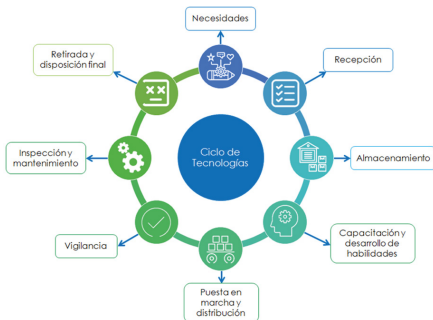 Necesidades
Retirada y
disposición final
Recepción
Ciclo de
Tecnologías
Inspección y
mantenimiento
Almacenamiento
Vigilancia
Capacitación y
desarrollo de
habilidades
Puesta en
marcha y
distribución